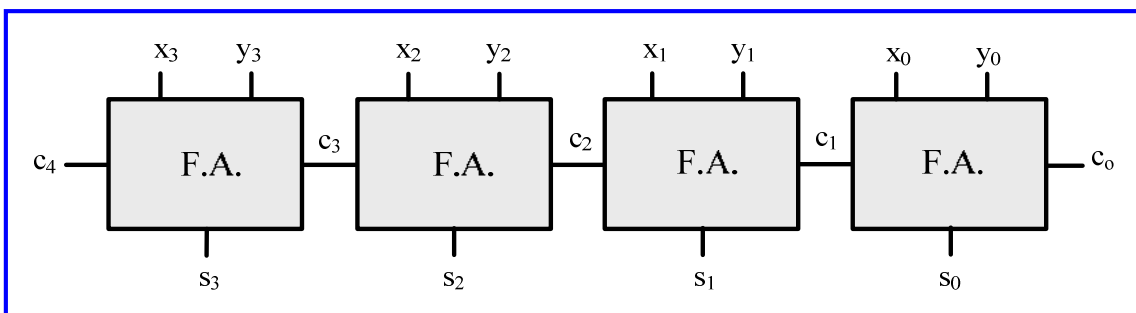 x₃ y₃ x₂ y₂ x₁ y₁ x₀ y₀
c₄ F.A. c₃ F.A. c₂ F.A. c₁ F.A. cₒ
s₃ s₂ s₁ s₀